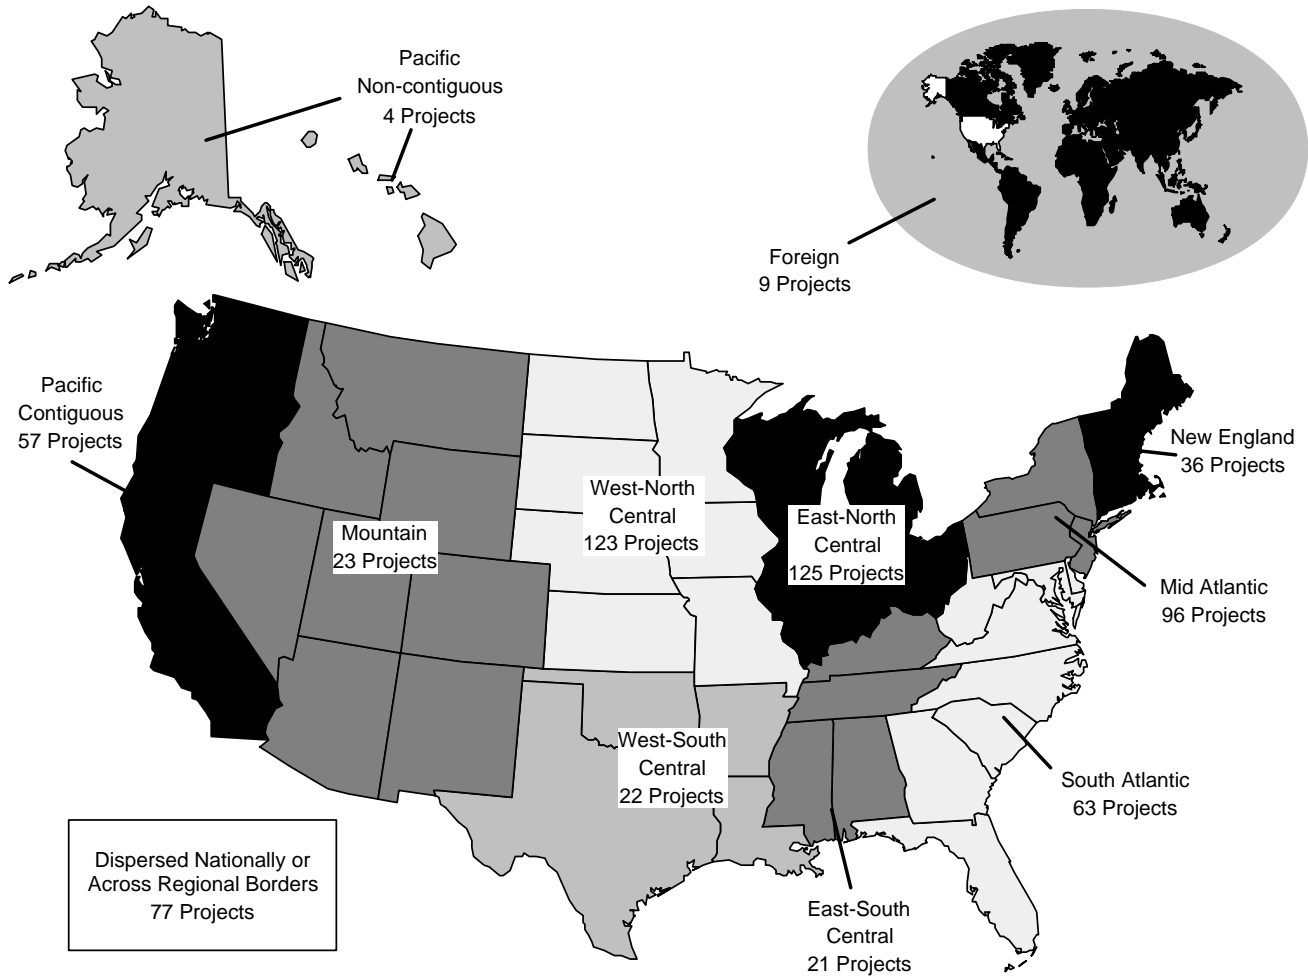 Pacific
Non-contiguous
4 Projects
Foreign
9 Projects
Pacific
Contiguous
57 Projects
New England
36 Projects
West-North
Central
123 Projects
East-North
Central
125 Projects
Mountain
23 Projects
Mid Atlantic
96 Projects
West-South
Central
22 Projects
South Atlantic
63 Projects
Dispersed Nationally or
Across Regional Borders
77 Projects
East-South
Central
21 Projects